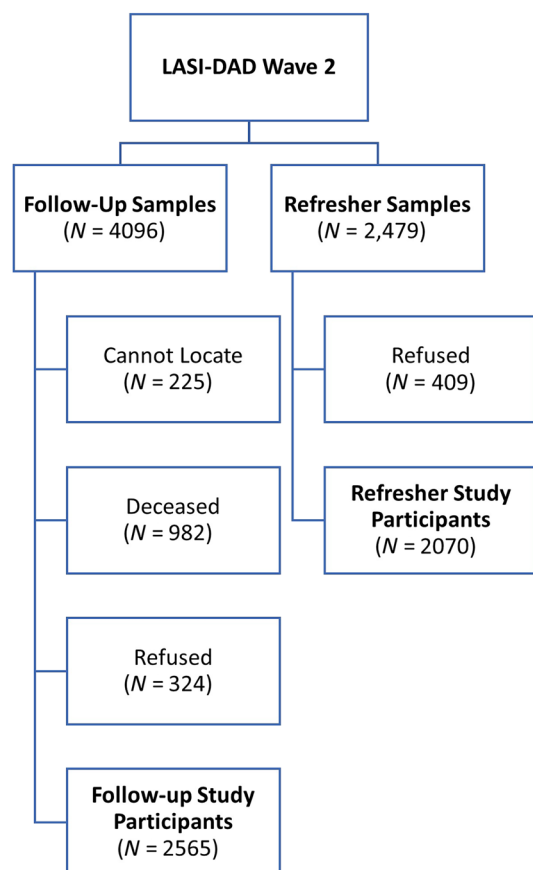 LASI-DAD Wave 2
Follow-Up Samples
(N = 4096)
Refresher Samples
(N = 2,479)
Cannot Locate
(N = 225)
Refused
(N = 409)
Deceased
(N = 982)
Refresher Study
Participants
(N = 2070)
Refused
(N = 324)
Follow-up Study
Participants
(N = 2565)